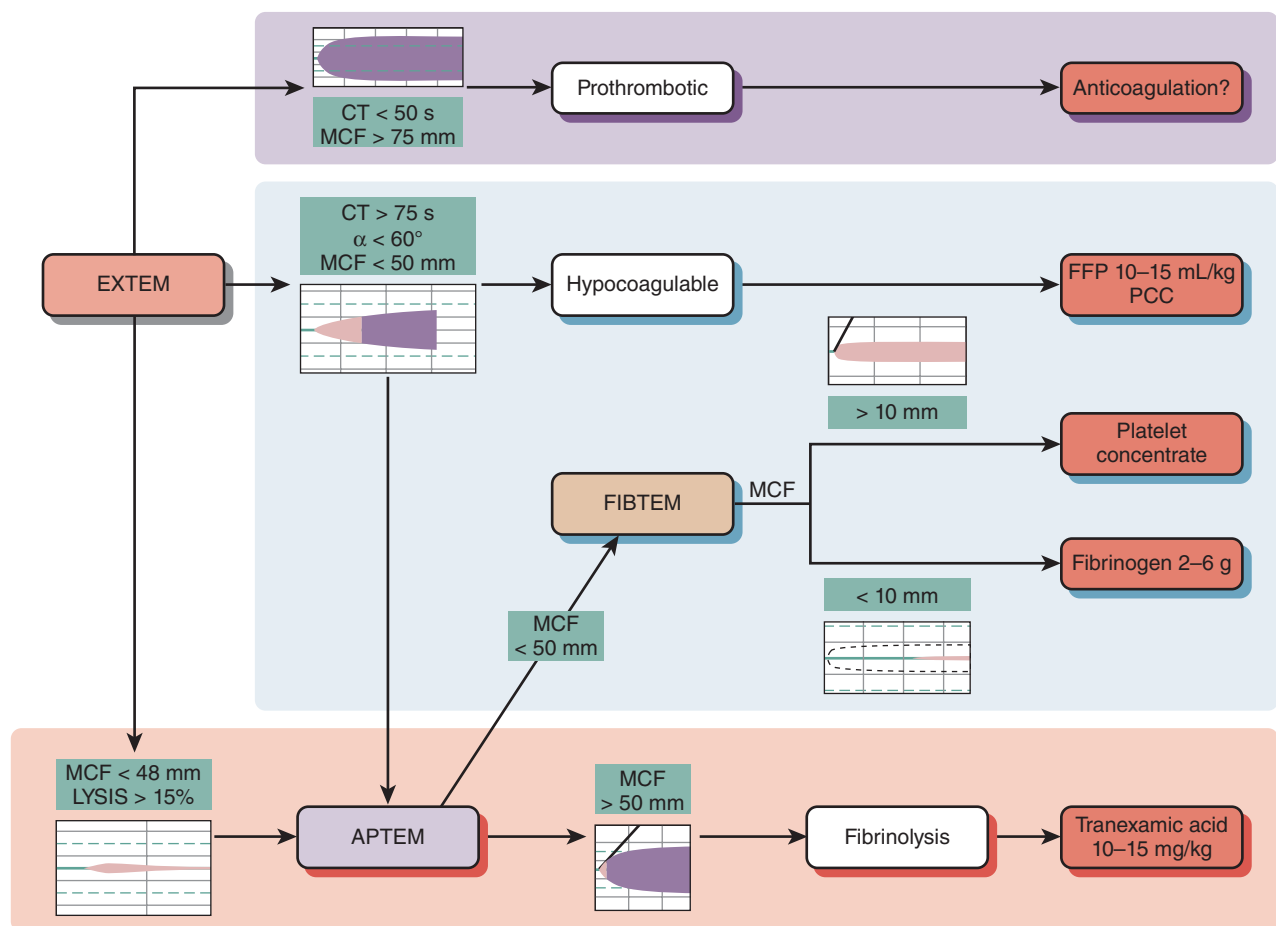 CT < 50 s
MCF > 75 mm
Prothrombotic
Anticoagulation?
EXTEM
CT > 75 s
α < 60°
MCF < 50 mm
Hypocoagulable
FFP 10–15 mL/kg
PCC
> 10 mm
Platelet
concentrate
FIBTEM
MCF
Fibrinogen 2–6 g
< 10 mm
MCF
< 50 mm
MCF < 48 mm
LYSIS > 15%
APTEM
MCF
> 50 mm
Fibrinolysis
Tranexamic acid
10–15 mg/kg